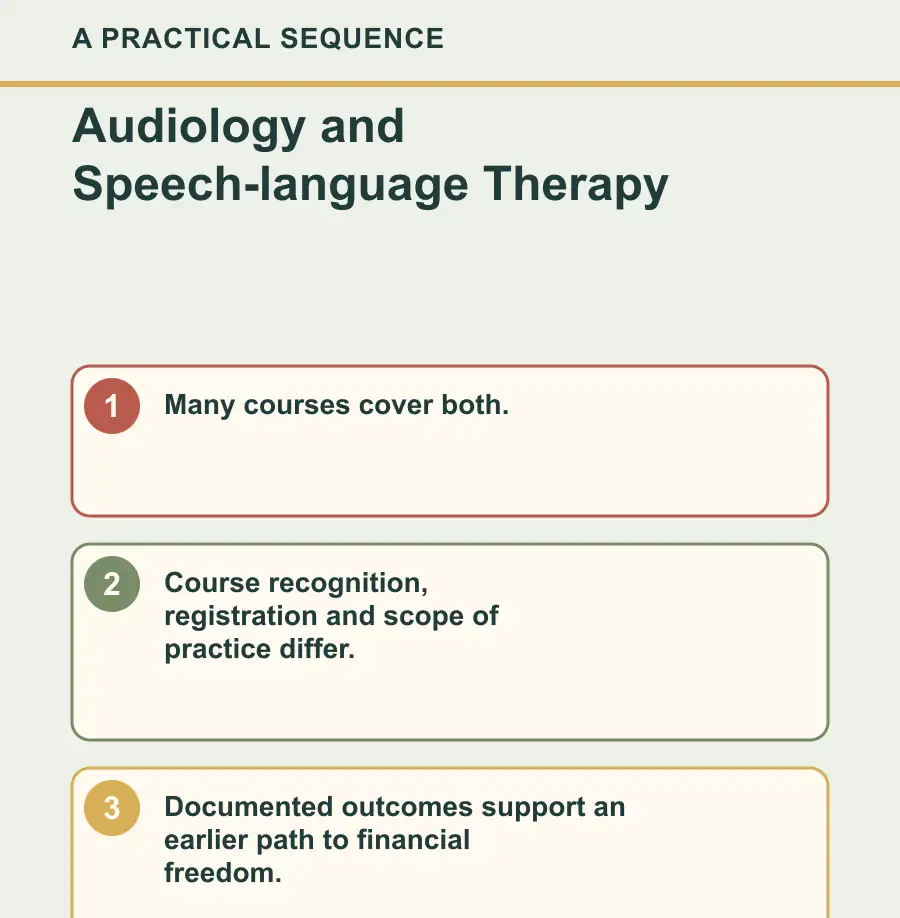 A PRACTICAL SEQUENCE
Audiology and
Speech-language Therapy
1
Many courses cover both.
2
Course recognition,
registration and scope of
practice differ.
3
Documented outcomes support an
earlier path to financial
freedom.